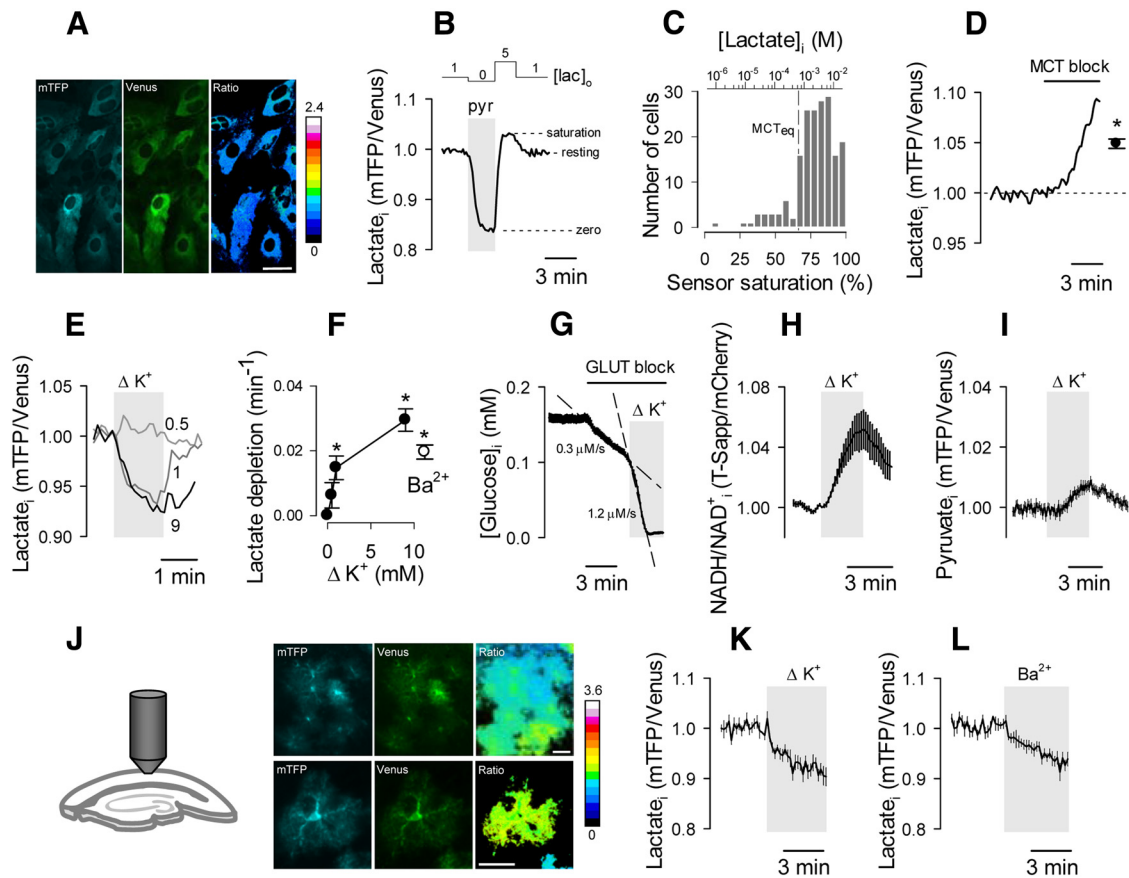 A
mTFP
Venus
Ratio
2.4
0
B
1
0
5
1
[lac]o
pyr
saturation
resting
zero
1.1
1.0
0.9
0.8
Lactatei (mTFP/Venus)
3 min
C
[Lactate]i (M)
10-6 10-5 10-4 10-3 10-2
MCTeq
30
20
10
0
Number of cells
0 25 50 75 100
Sensor saturation (%)
D
MCT block
*
1.10
1.05
1.00
0.95
Lactatei (mTFP/Venus)
3 min
E
Δ K+
1.05
1.00
0.95
0.90
0.5
1
9
Lactatei (mTFP/Venus)
1 min
F
Lactate depletion (min-1)
0.04
0.02
0.00
*
*
*
Ba2+
0 5 10
Δ K+ (mM)
G
GLUT block
Δ K+
0.2
0.1
0.0
0.3 μM/s
1.2 μM/s
[Glucose]i (mM)
3 min
H
Δ K+
1.08
1.04
1.00
NADH/NAD+i (T-Sapp/mCherry)
3 min
I
Δ K+
1.04
1.02
1.00
Pyruvatei (mTFP/Venus)
3 min
J
mTFP
Venus
Ratio
mTFP
Venus
Ratio
3.6
0
K
Δ K+
1.1
1.0
0.9
0.8
Lactatei (mTFP/Venus)
3 min
L
Ba2+
1.1
1.0
0.9
0.8
Lactatei (mTFP/Venus)
3 min